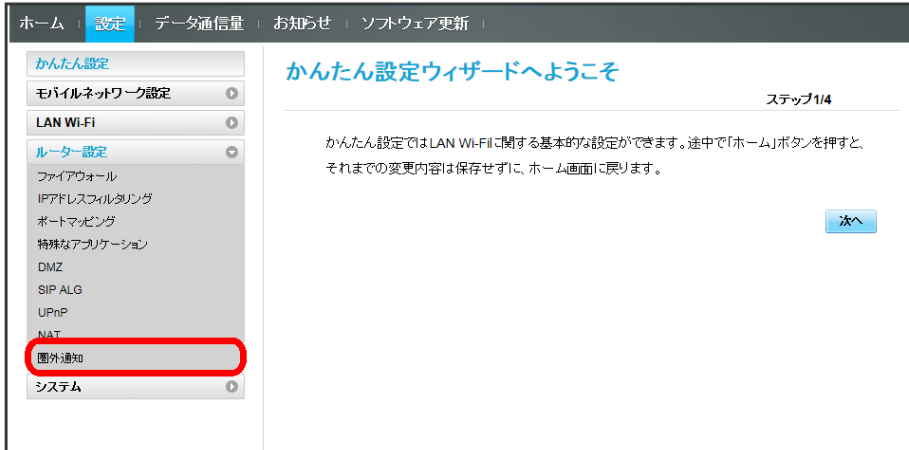 ホーム 設定 データ通信量 お知らせ ソフトウェア更新
かんたん設定
モバイルネットワーク設定
LAN Wi-Fi
ルーター設定
ファイアウォール
IPアドレスフィルタリング
ポートマッピング
特殊なアプリケーション
DMZ
SIP ALG
UPnP
NAT
圏外通知
システム
かんたん設定ウィザードへようこそ
ステップ1/4
かんたん設定ではLAN Wi-Fiに関する基本的な設定ができます。途中で「ホーム」ボタンを押すと、
それまでの変更内容は保存せずに、ホーム画面に戻ります。
次へ